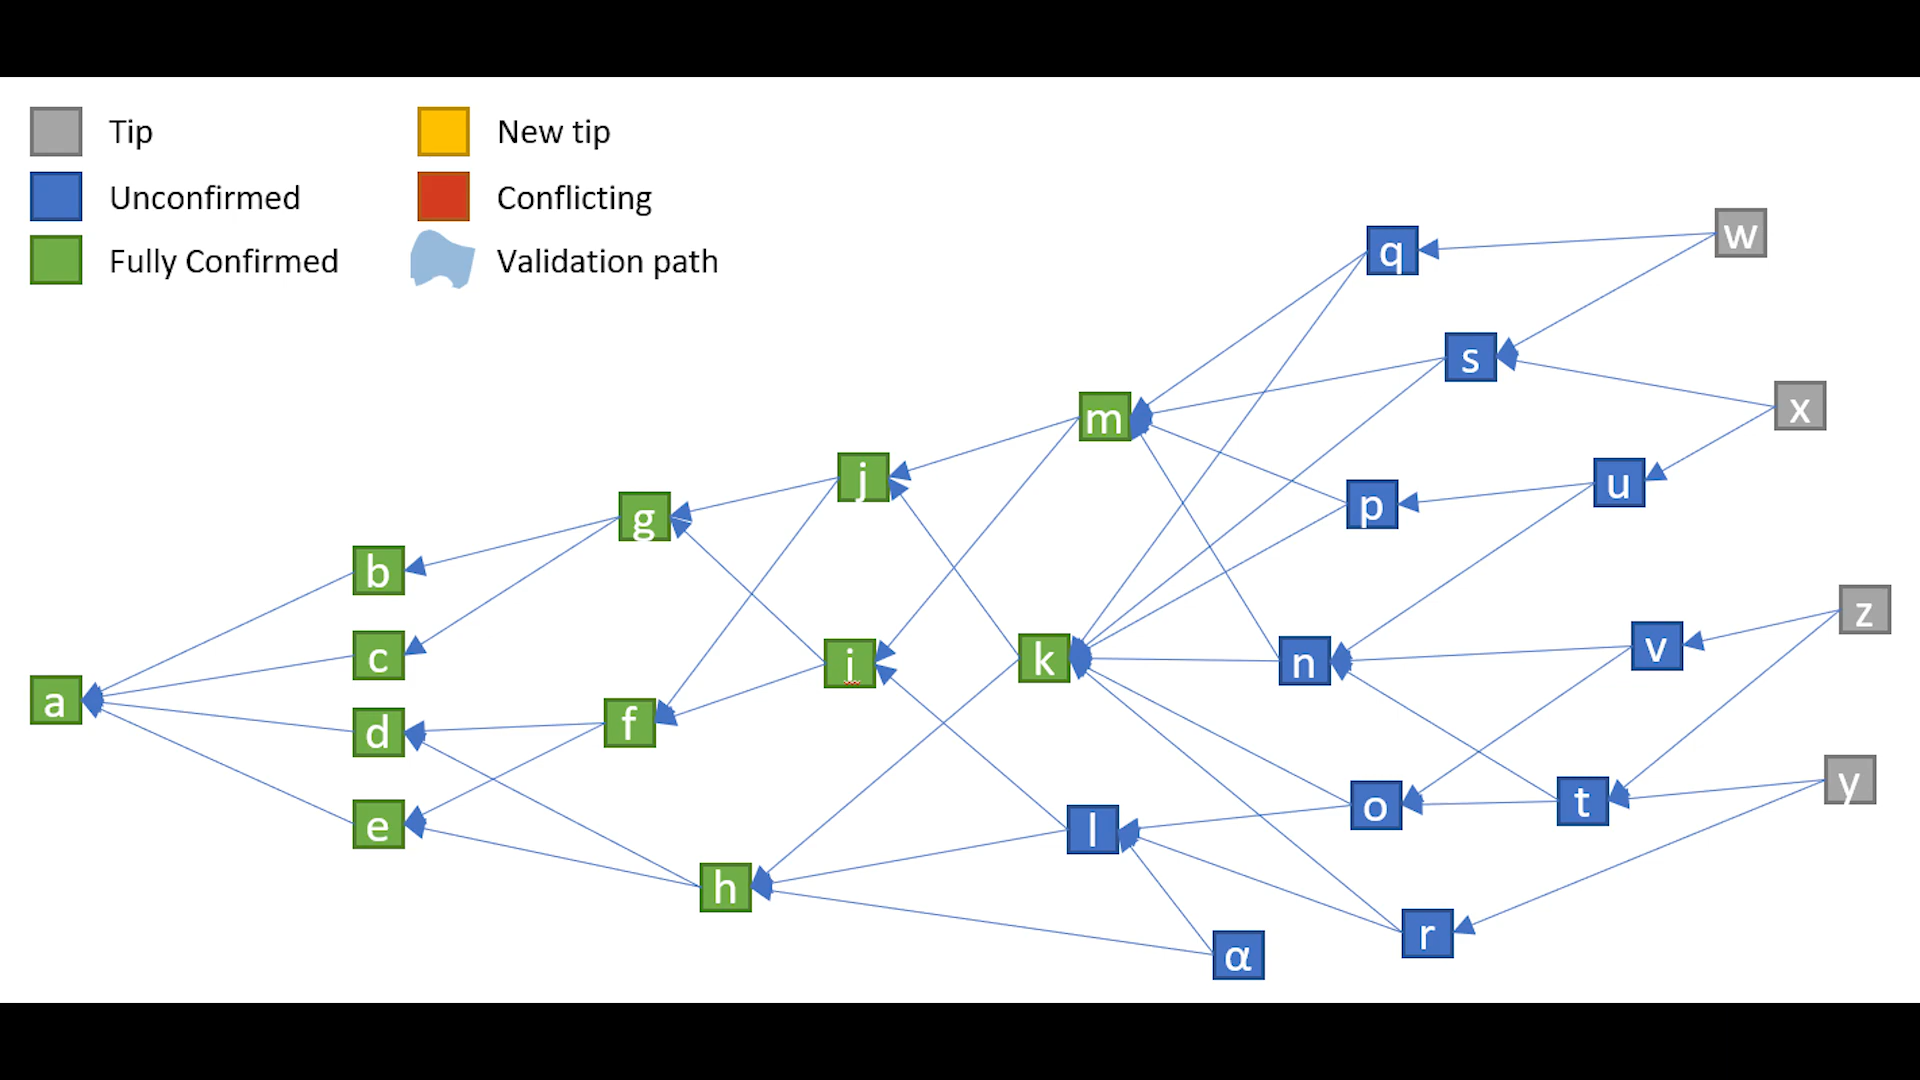 Tip
New tip
Unconfirmed
Conflicting
Fully Confirmed
Validation path
q
w
s
x
m
j
g
p
u
b
c
i
k
n
v
z
a
d
f
e
h
l
o
t
y
r
α